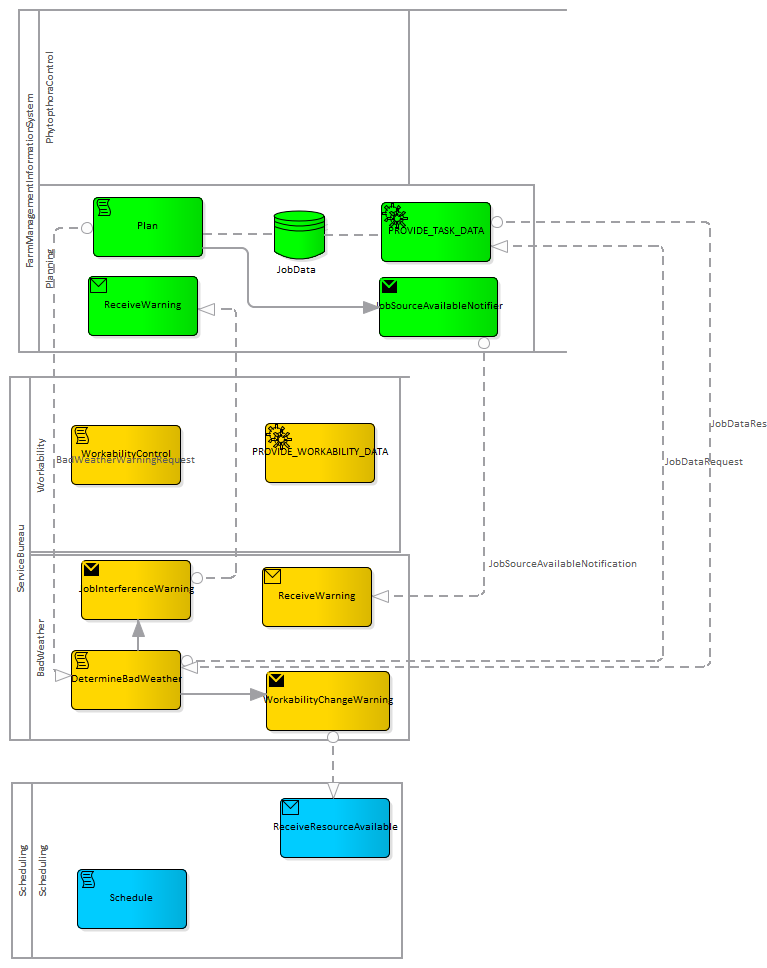 FarmManagementInformationSystem
PhytopthoraControl
Planning
Plan
JobData
PROVIDE_TASK_DATA
ReceiveWarning
JobSourceAvailableNotifier
JobDataRes
JobDataRequest
ServiceBureau
Workability
WorkabilityControl
BadWeatherWarningRequest
PROVIDE_WORKABILITY_DATA
JobSourceAvailableNotification
BadWeather
JobInterferenceWarning
ReceiveWarning
DetermineBadWeather
WorkabilityChangeWarning
Scheduling
Scheduling
ReceiveResourceAvailable
Schedule